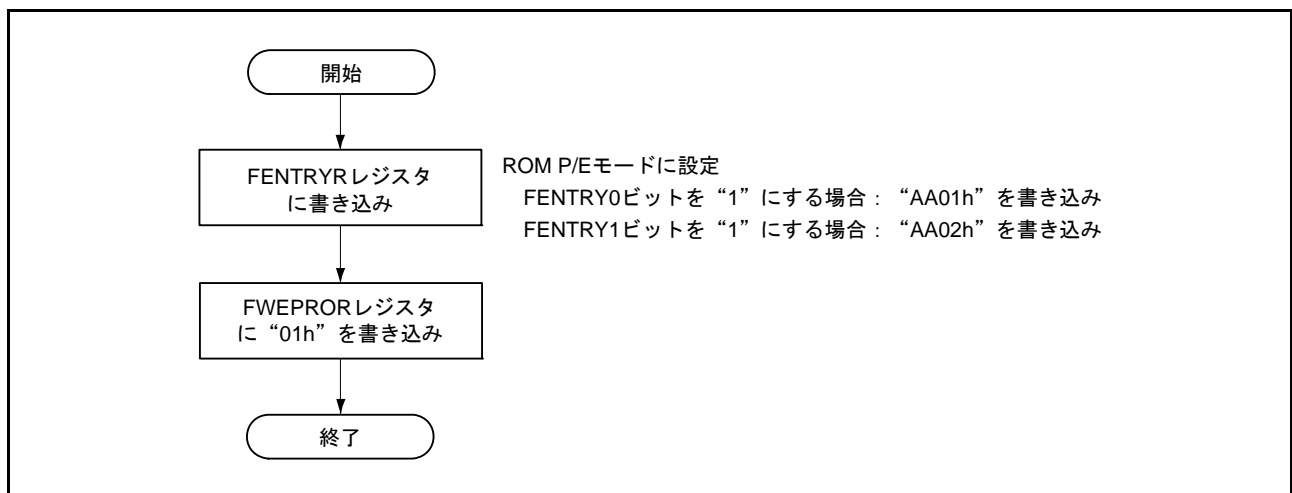 開始
FENTRYRレジスタ
に書き込み
ROM P/Eモードに設定
FENTRY0ビットを“1”にする場合：“AA01h”を書き込み
FENTRY1ビットを“1”にする場合：“AA02h”を書き込み
FWEPRORレジスタ
に“01h”を書き込み
終了